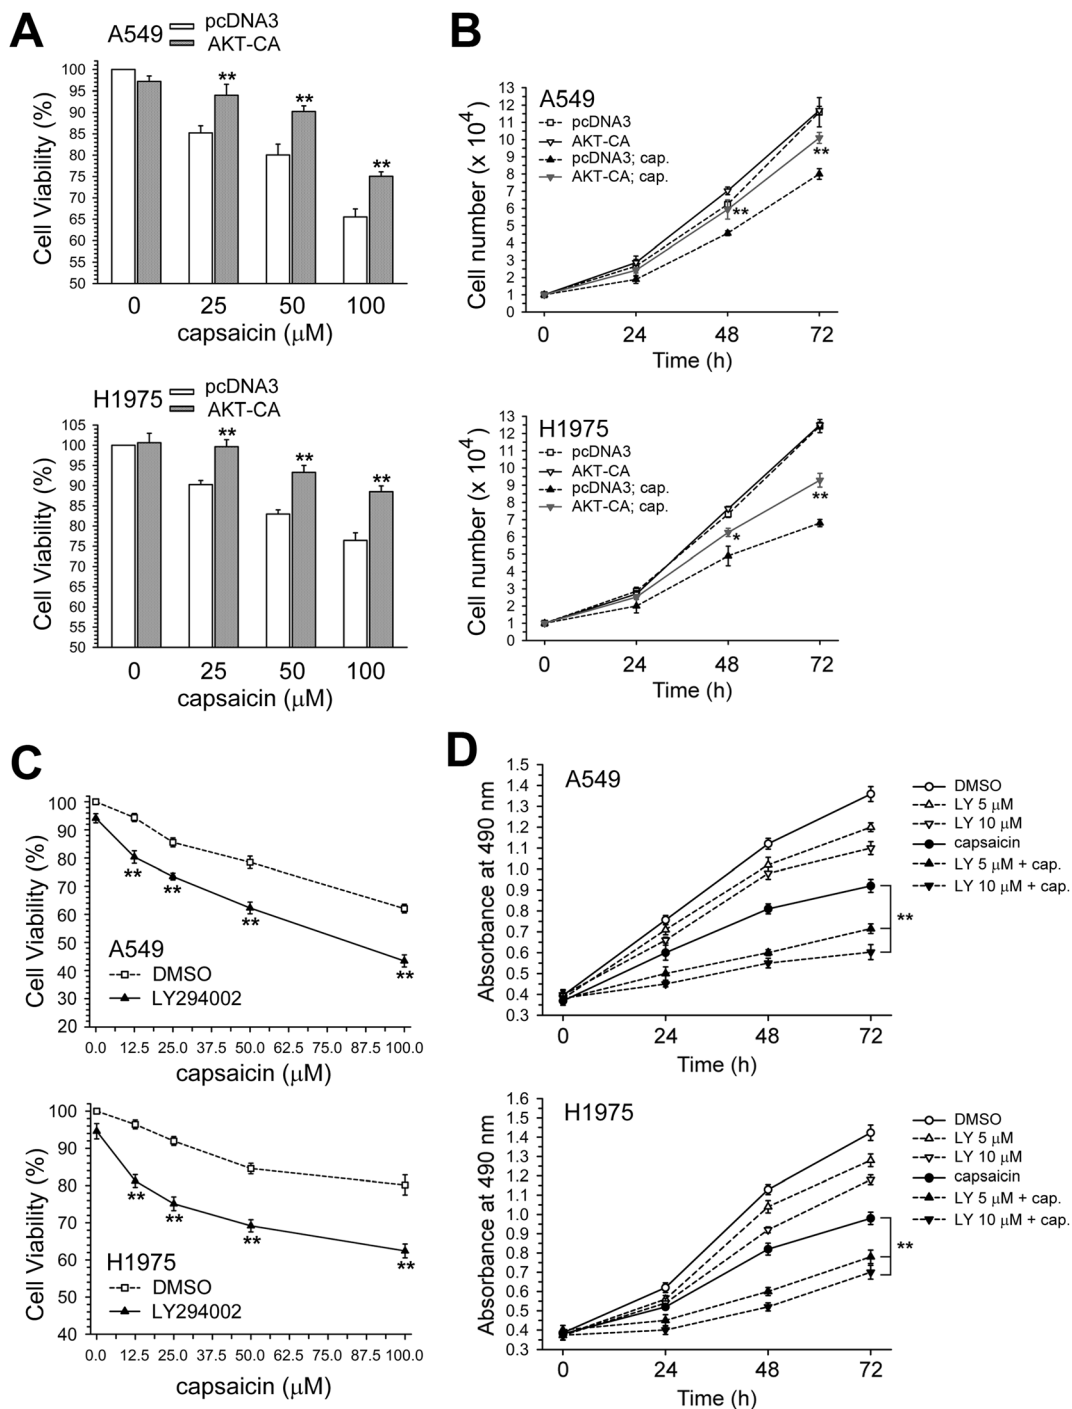 A
A549
pcDNA3
AKT-CA
Cell Viability (%)
100
95
90
85
80
75
70
65
60
55
50
**
**
**
0 25 50 100
capsaicin (μM)
H1975
pcDNA3
AKT-CA
Cell Viability (%)
105
100
95
90
85
80
75
70
65
60
55
50
**
**
**
0 25 50 100
capsaicin (μM)
B
A549
pcDNA3
AKT-CA
pcDNA3; cap.
AKT-CA; cap.
Cell number (x 10⁴)
13
12
11
10
9
8
7
6
5
4
3
2
1
0
**
**
0 24 48 72
Time (h)
H1975
pcDNA3
AKT-CA
pcDNA3; cap.
AKT-CA; cap.
Cell number (x 10⁴)
13
12
11
10
9
8
7
6
5
4
3
2
1
0
*
**
0 24 48 72
Time (h)
C
Cell Viability (%)
100
90
80
70
60
50
40
30
20
**
**
**
**
A549
DMSO
LY294002
0.0 12.5 25.0 37.5 50.0 62.5 75.0 87.5 100.0
capsaicin (μM)
Cell Viability (%)
100
90
80
70
60
50
40
**
**
**
**
H1975
DMSO
LY294002
0.0 12.5 25.0 37.5 50.0 62.5 75.0 87.5 100.0
capsaicin (μM)
D
A549
Absorbance at 490 nm
1.5
1.4
1.3
1.2
1.1
1.0
0.9
0.8
0.7
0.6
0.5
0.4
0.3
DMSO
LY 5 μM
LY 10 μM
capsaicin
LY 5 μM + cap.
LY 10 μM + cap.
**
0 24 48 72
Time (h)
H1975
Absorbance at 490 nm
1.6
1.5
1.4
1.3
1.2
1.1
1.0
0.9
0.8
0.7
0.6
0.5
0.4
0.3
DMSO
LY 5 μM
LY 10 μM
capsaicin
LY 5 μM + cap.
LY 10 μM + cap.
**
0 24 48 72
Time (h)